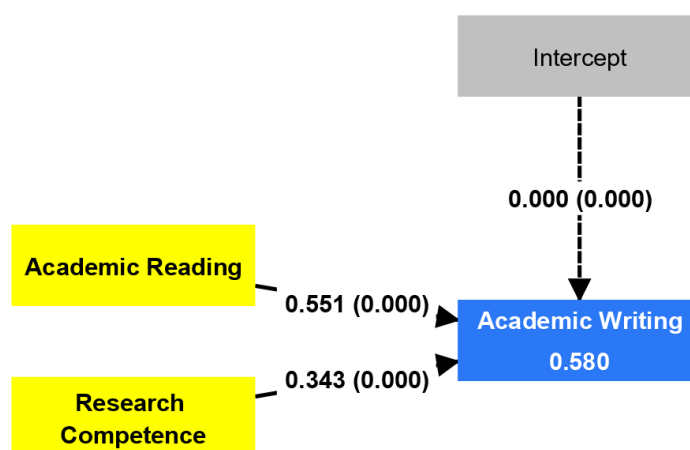 Intercept
0.000 (0.000)
Academic Reading
0.551 (0.000)
Academic Writing
0.580
0.343 (0.000)
Research
Competence